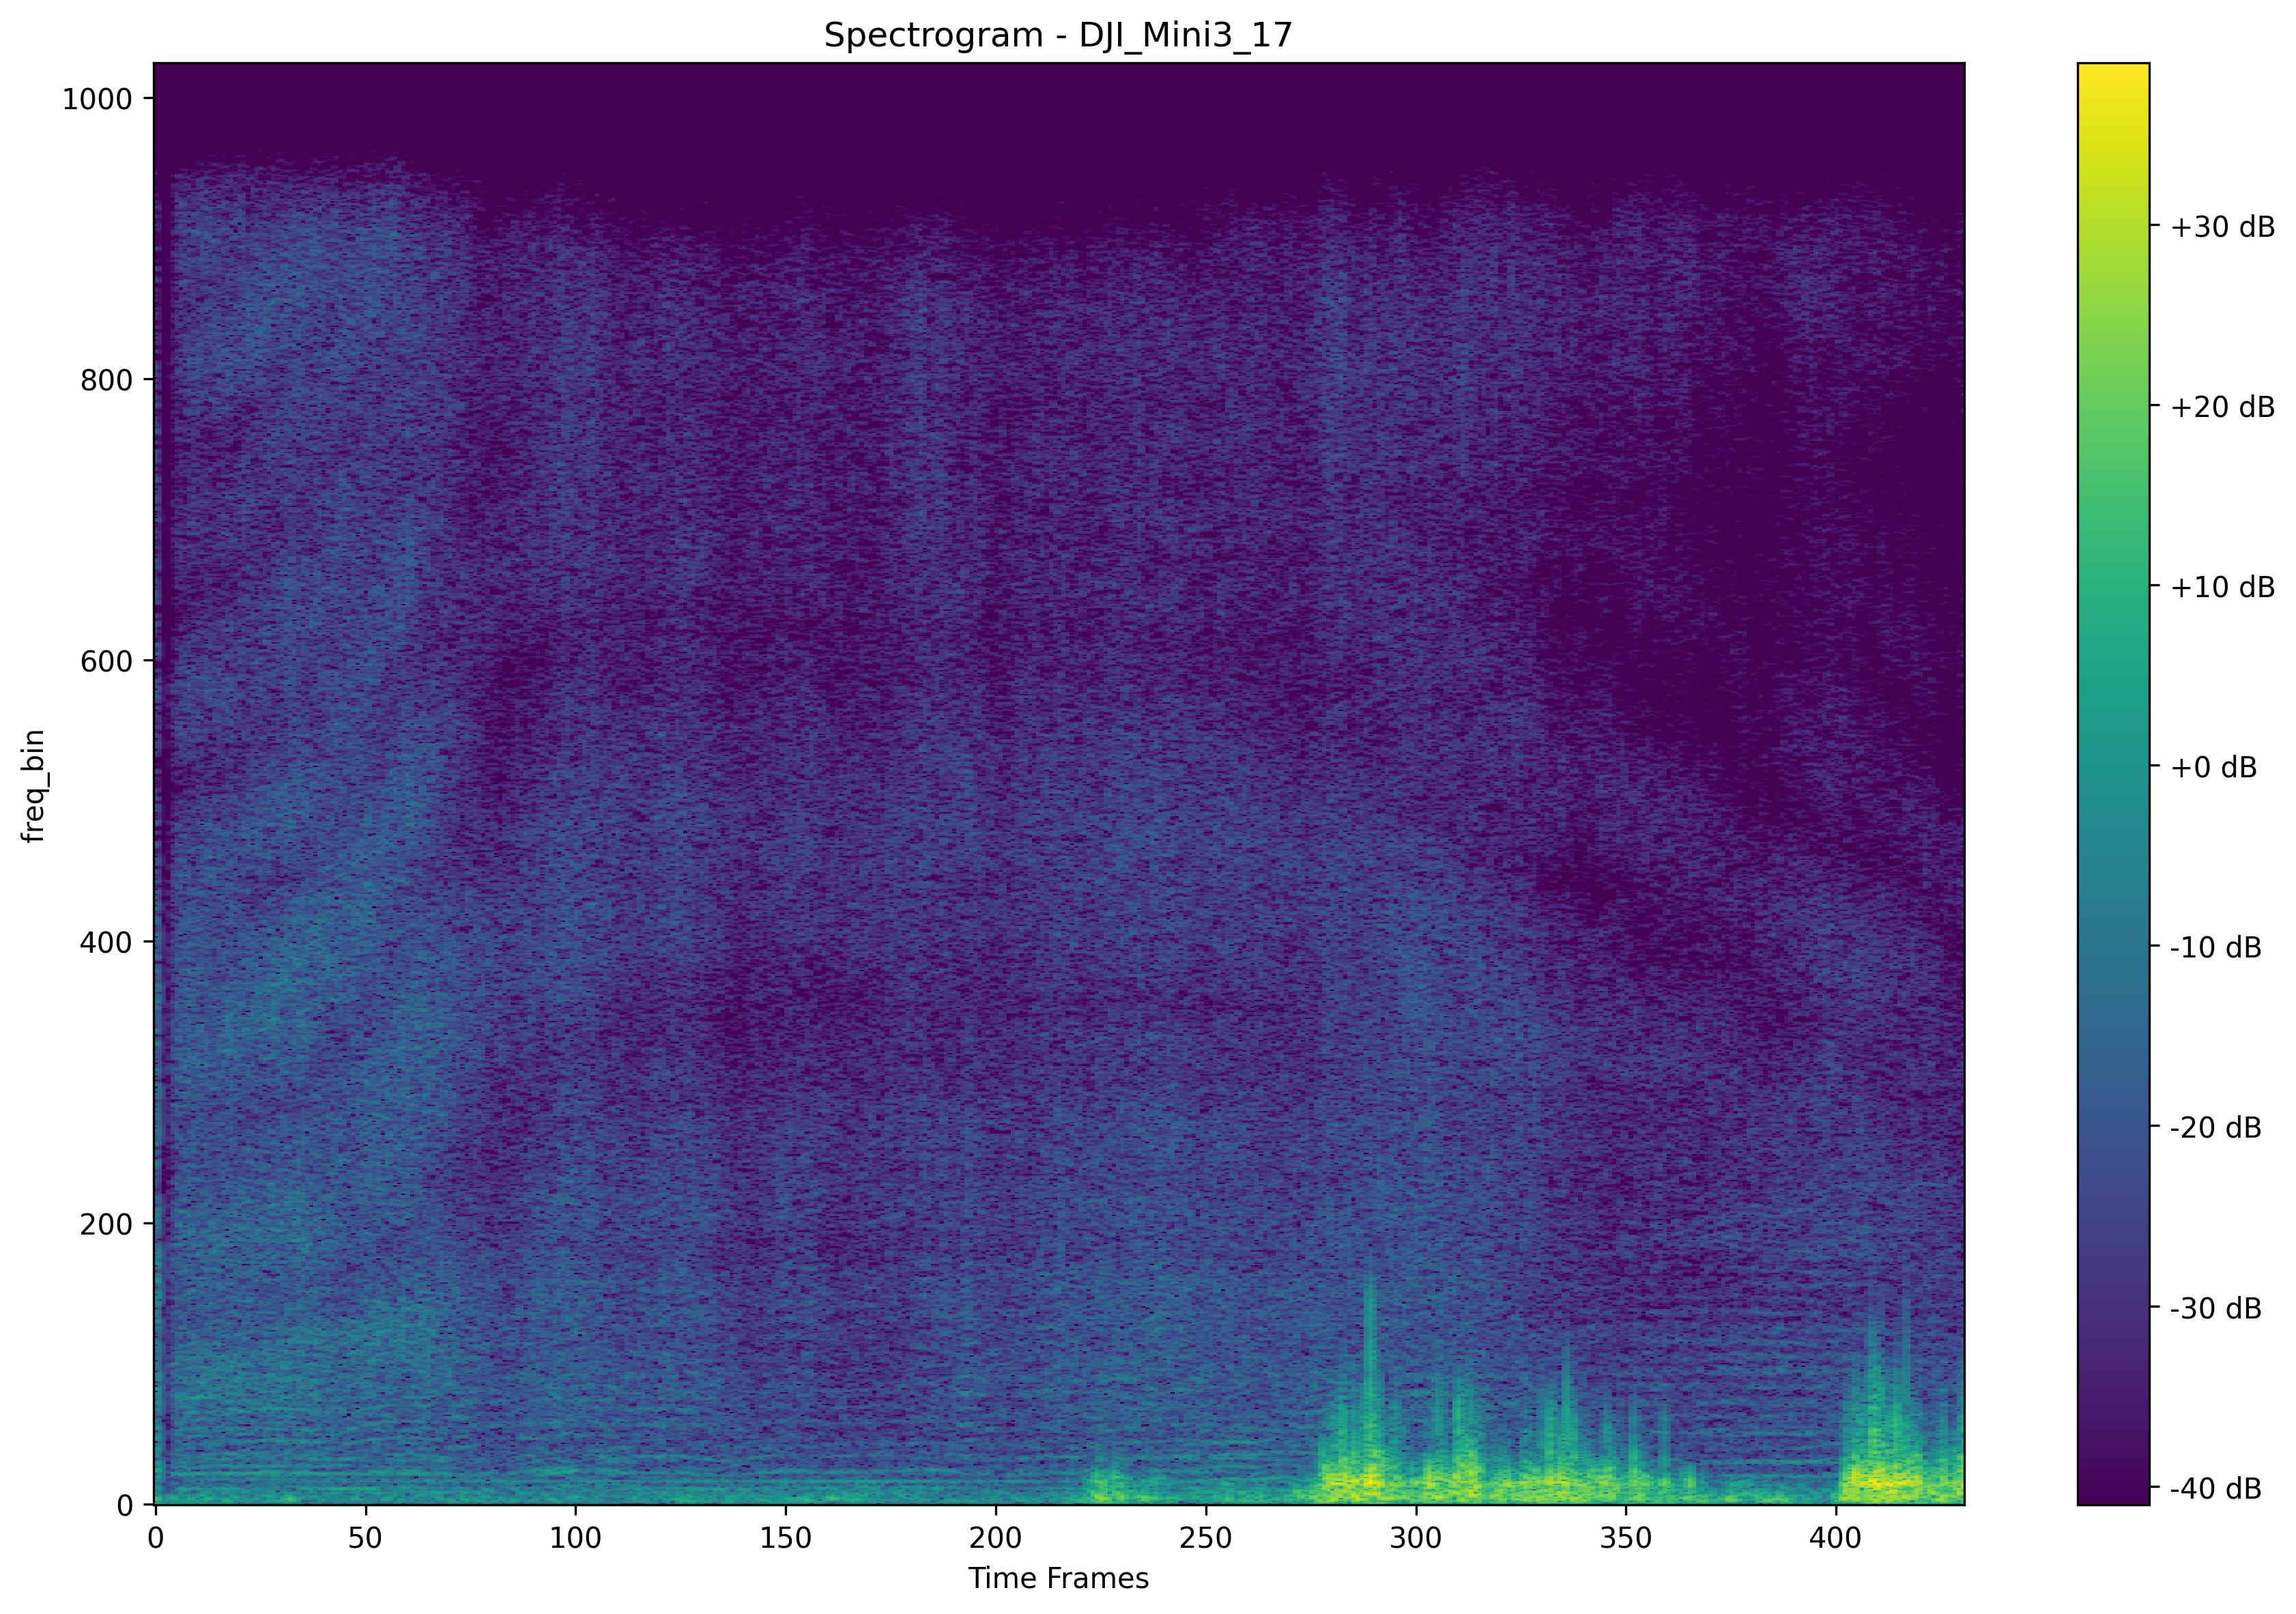 Spectrogram - DJI_Mini3_17
1000
800
600
400
200
0
freq_bin
0 50 100 150 200 250 300 350 400
Time Frames
+30 dB
+20 dB
+10 dB
+0 dB
-10 dB
-20 dB
-30 dB
-40 dB